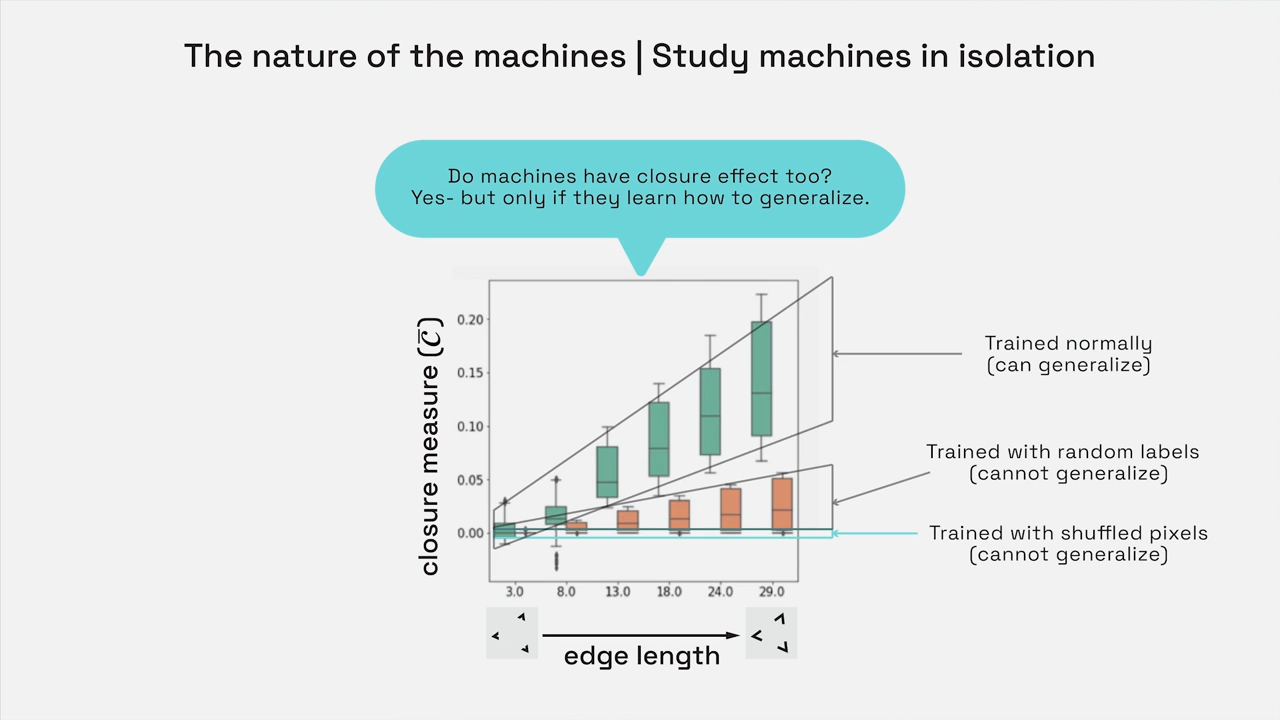 The nature of the machines | Study machines in isolation
Do machines have closure effect too?
Yes- but only if they learn how to generalize.
closure measure (C̅)
0.20
0.15
0.10
0.05
0.00
3.0 8.0 13.0 18.0 24.0 29.0
edge length
Trained normally
(can generalize)
Trained with random labels
(cannot generalize)
Trained with shuffled pixels
(cannot generalize)